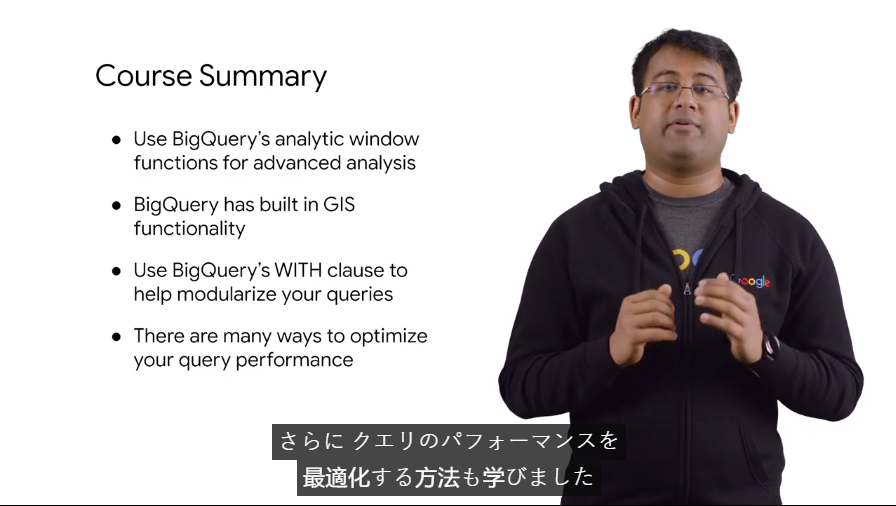 Course Summary
● Use BigQuery's analytic window
functions for advanced analysis
● BigQuery has built in GIS
functionality
● Use BigQuery's WITH clause to
help modularize your queries
● There are many ways to optimize
your query performance
Google
さらに クエリのパフォーマンスを
最適化する方法も学びました